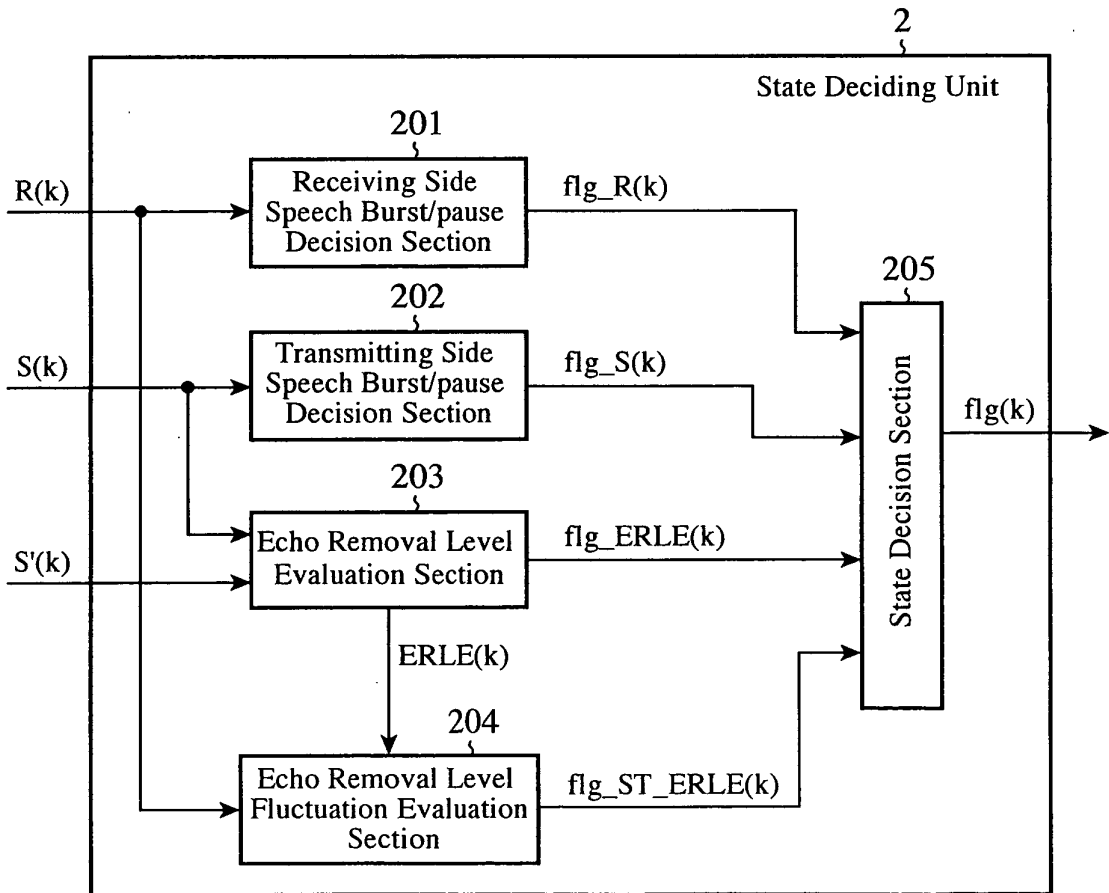 2
State Deciding Unit
201
R(k)
Receiving Side
Speech Burst/pause
Decision Section
flg_R(k)
205
202
S(k)
Transmitting Side
Speech Burst/pause
Decision Section
flg_S(k)
State Decision Section
flg(k)
203
S'(k)
Echo Removal Level
Evaluation Section
flg_ERLE(k)
ERLE(k)
204
Echo Removal Level
Fluctuation Evaluation
Section
flg_ST_ERLE(k)